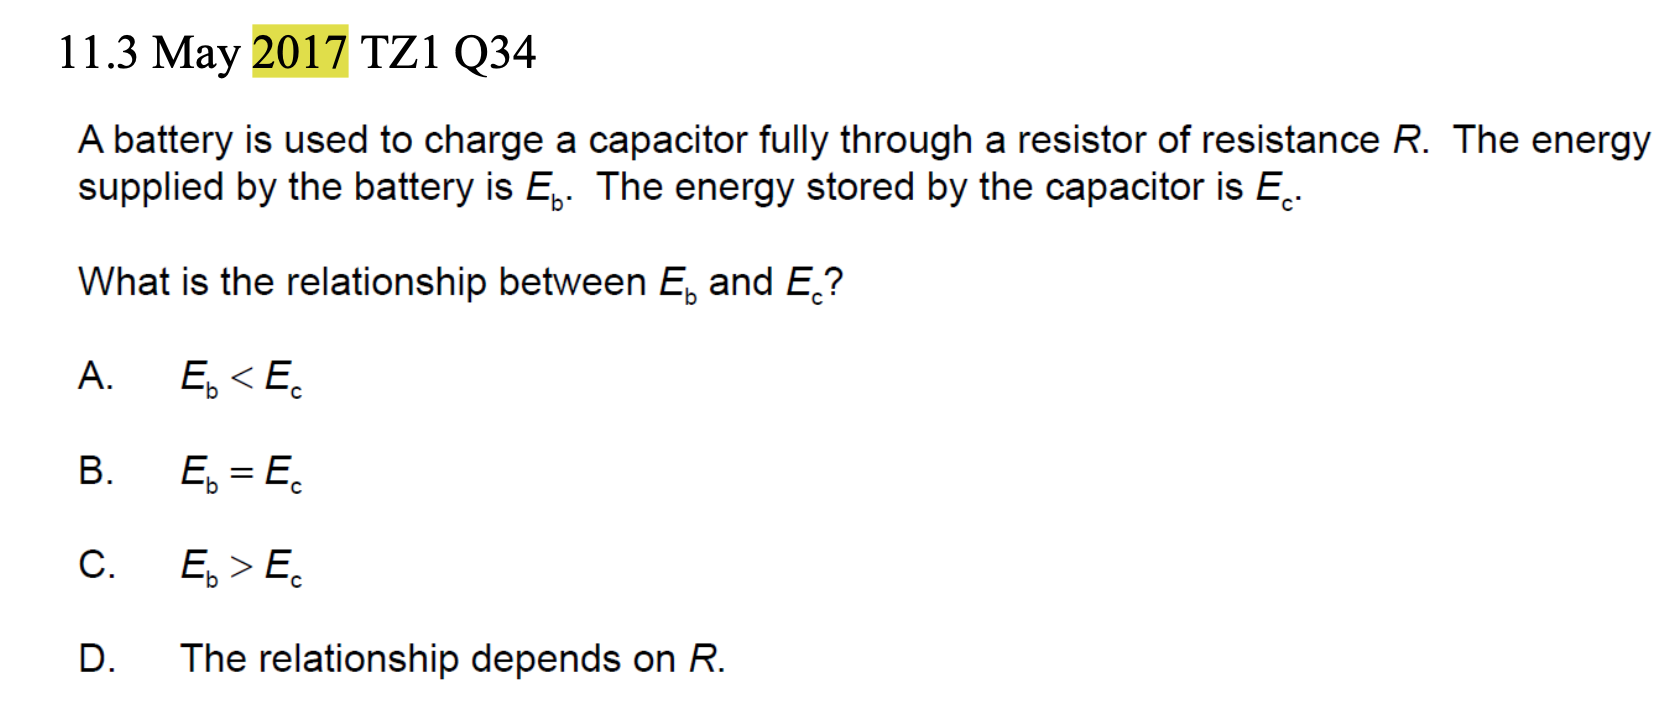 11.3 May 2017 TZ1 Q34
A battery is used to charge a capacitor fully through a resistor of resistance R. The energy
supplied by the battery is E_b. The energy stored by the capacitor is E_c.
What is the relationship between E_b and E_c?
A. E_b < E_c
B. E_b = E_c
C. E_b > E_c
D. The relationship depends on R.